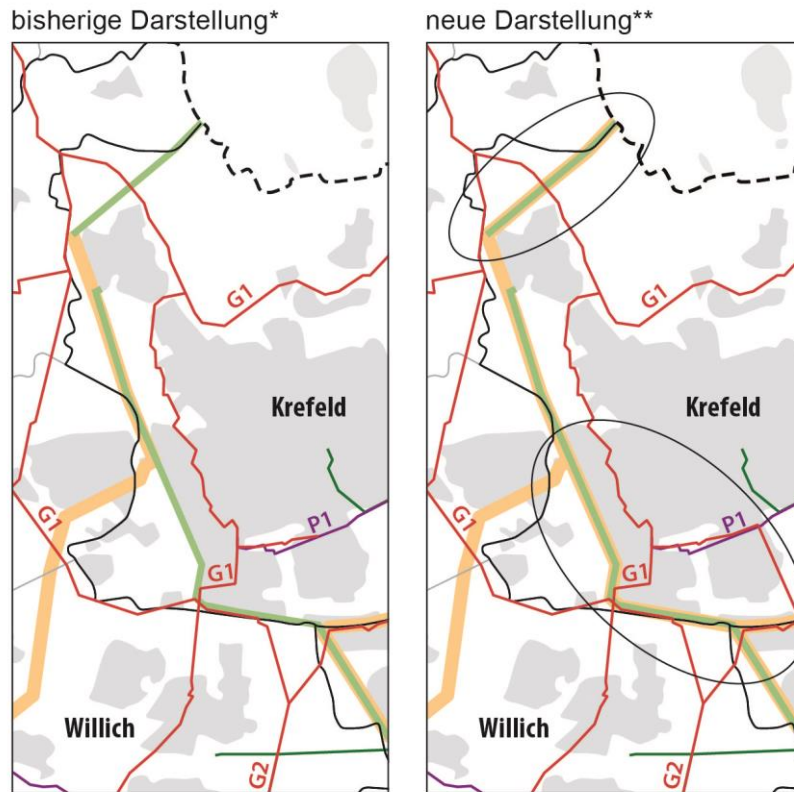 bisherige Darstellung*
G1
Krefeld
G1
P1
G1
Willich
G2
neue Darstellung**
G1
Krefeld
G1
P1
G1
Willich
G2